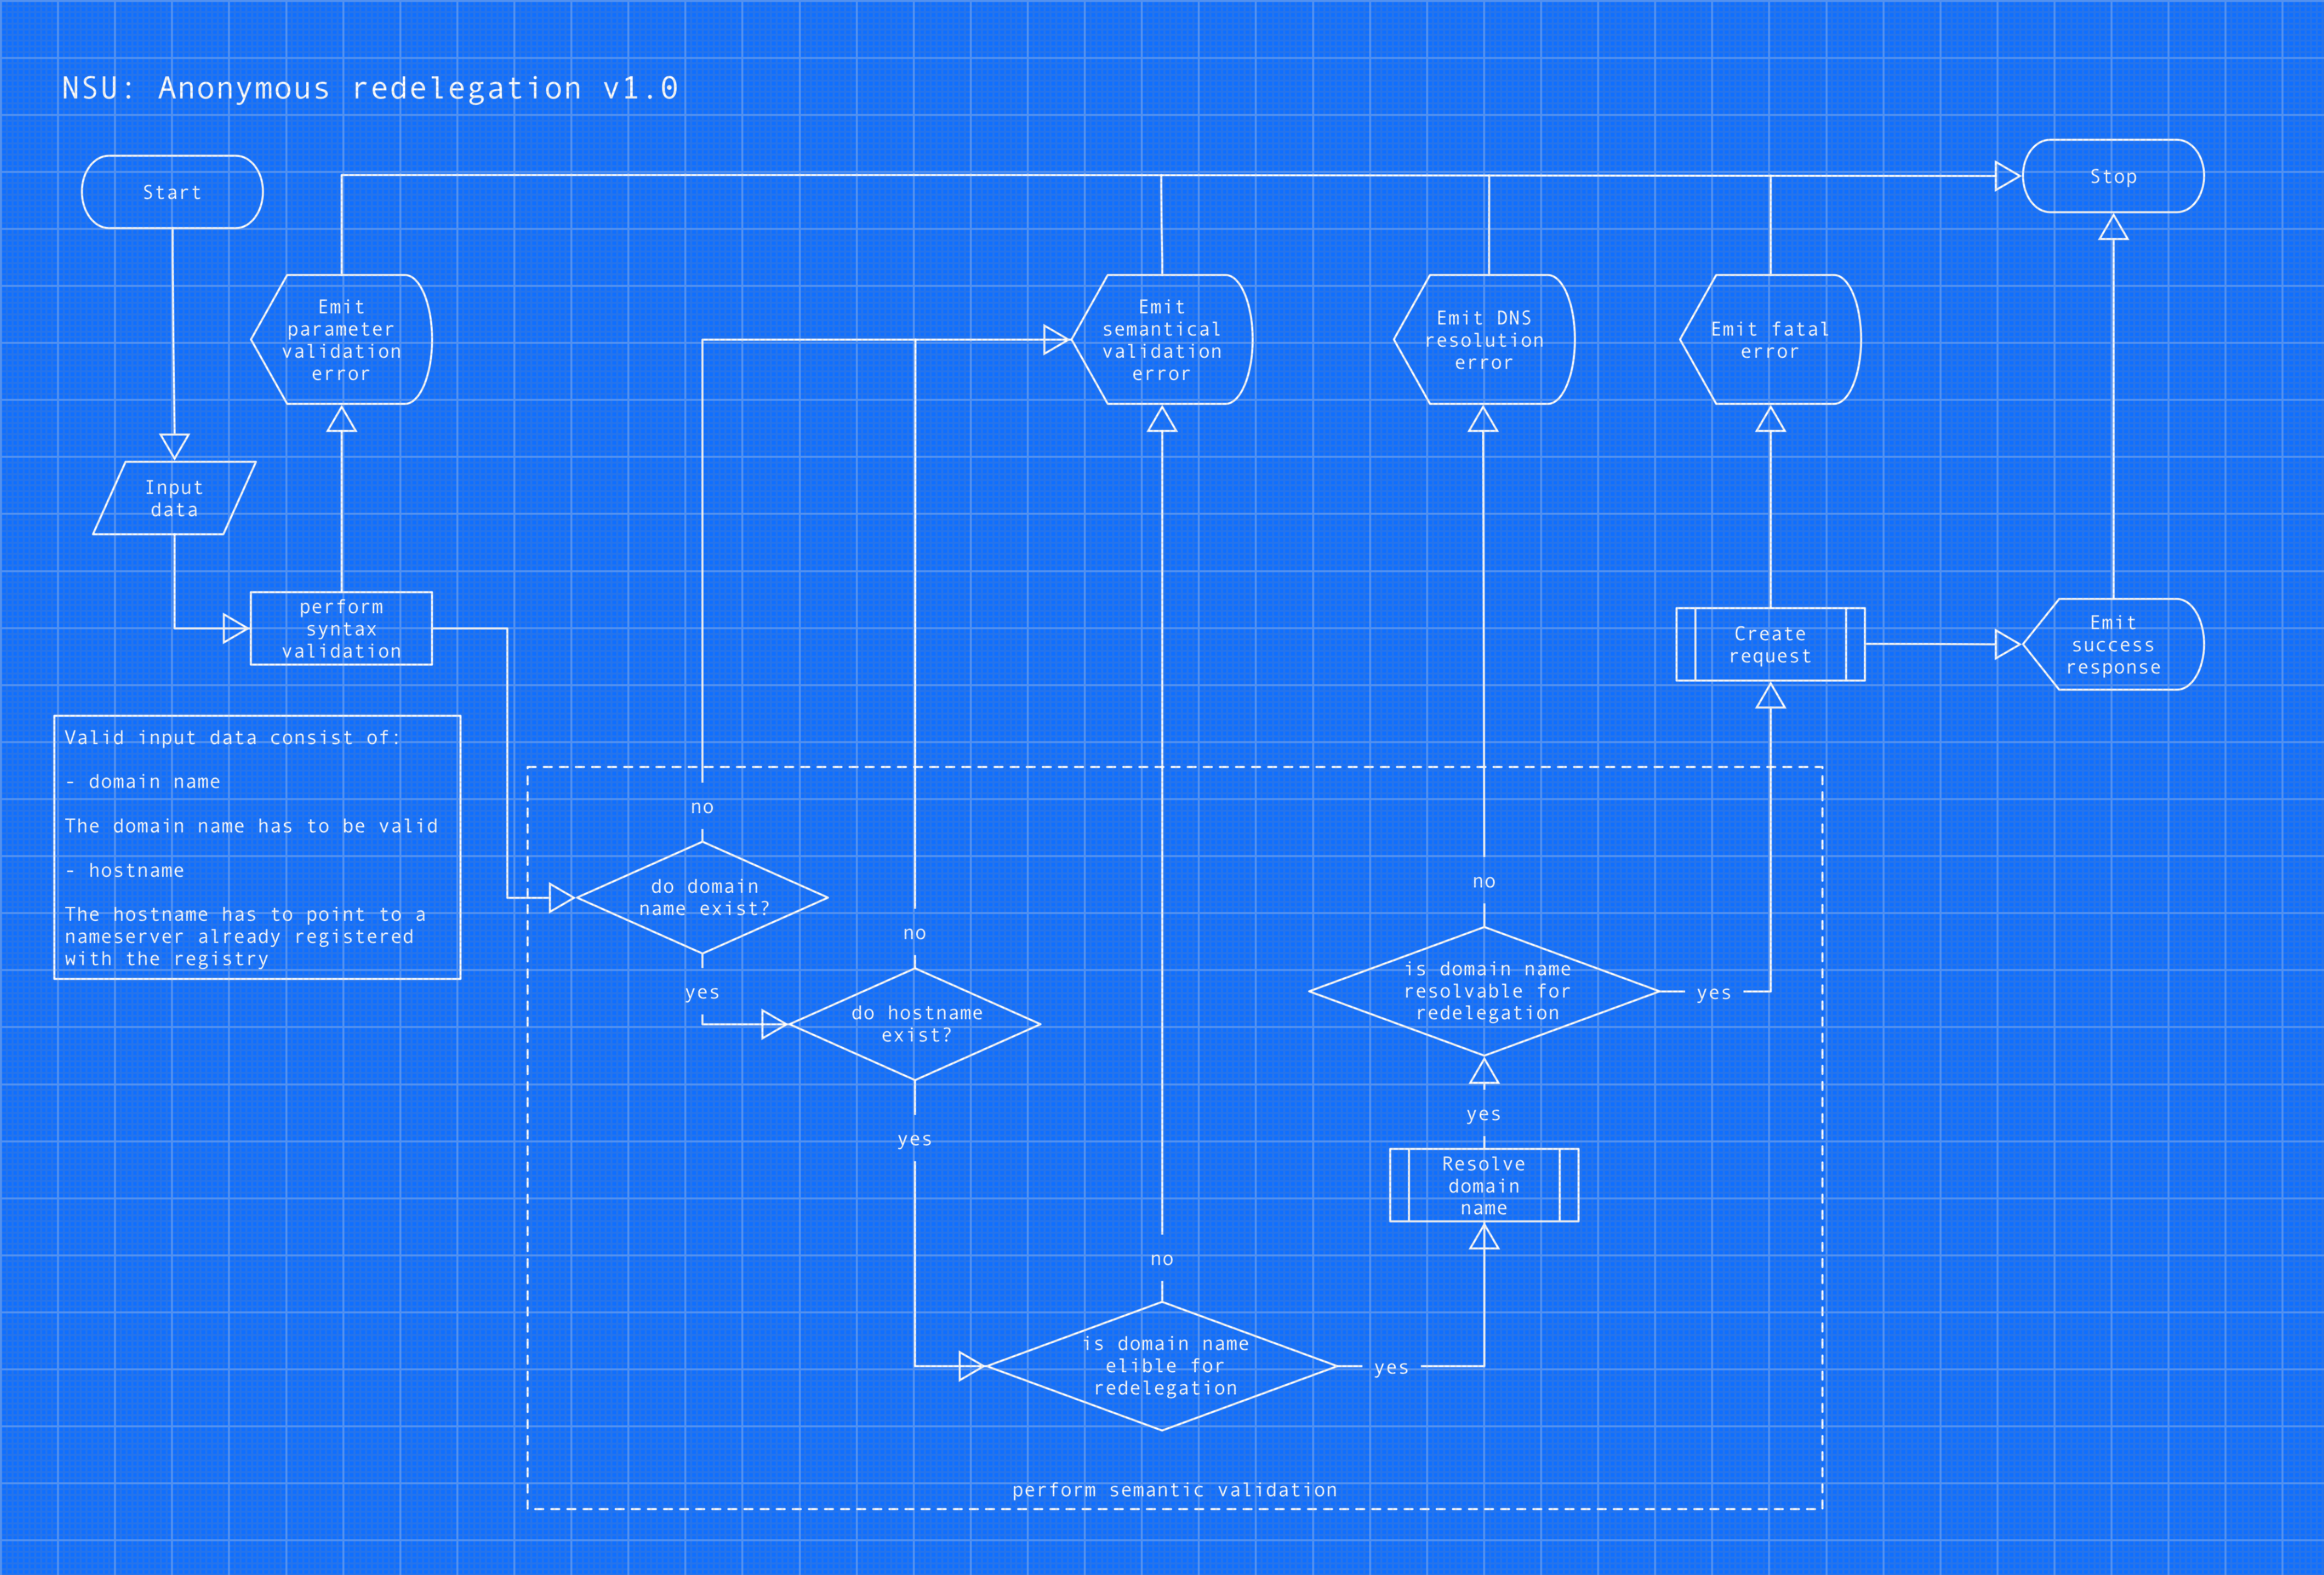 NSU: Anonymous redelegation v1.0
Start
Stop
Emit
parameter
validation
error
Emit
semantical
validation
error
Emit DNS
resolution
error
Emit fatal
error
Input
data
perform
syntax
validation
Create
request
Emit
success
response
Valid input data consist of:
- domain name
The domain name has to be valid
- hostname
The hostname has to point to a
nameserver already registered
with the registry
no
do domain
name exist?
yes
no
do hostname
exist?
yes
no
is domain name
resolvable for
redelegation
yes
yes
Resolve
domain
name
no
is domain name
elible for
redelegation
yes
perform semantic validation